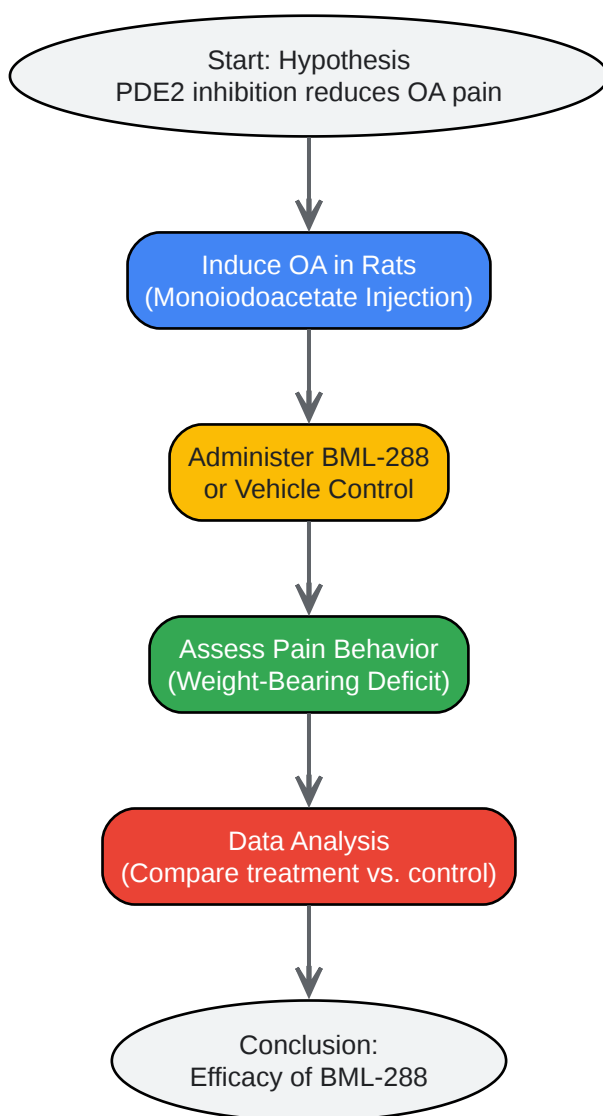 Start: Hypothesis
PDE2 inhibition reduces OA pain
Induce OA in Rats
(Monoiodoacetate Injection)
Administer BML-288
or Vehicle Control
Assess Pain Behavior
(Weight-Bearing Deficit)
Data Analysis
(Compare treatment vs. control)
Conclusion:
Efficacy of BML-288